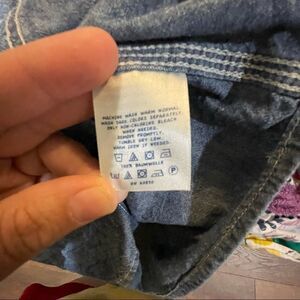 MACHINE WASH WARM NORMAL.
WASH DARK COLORS SEPARATELY.
ONLY NON-CHLORINE BLEACH
WHEN NEEDED.
REMOVE PROMPTLY.
TUMBLE DRY LOW.
WARM IRON IF NEEDED.
100% BAUMWOLLE
P
RN